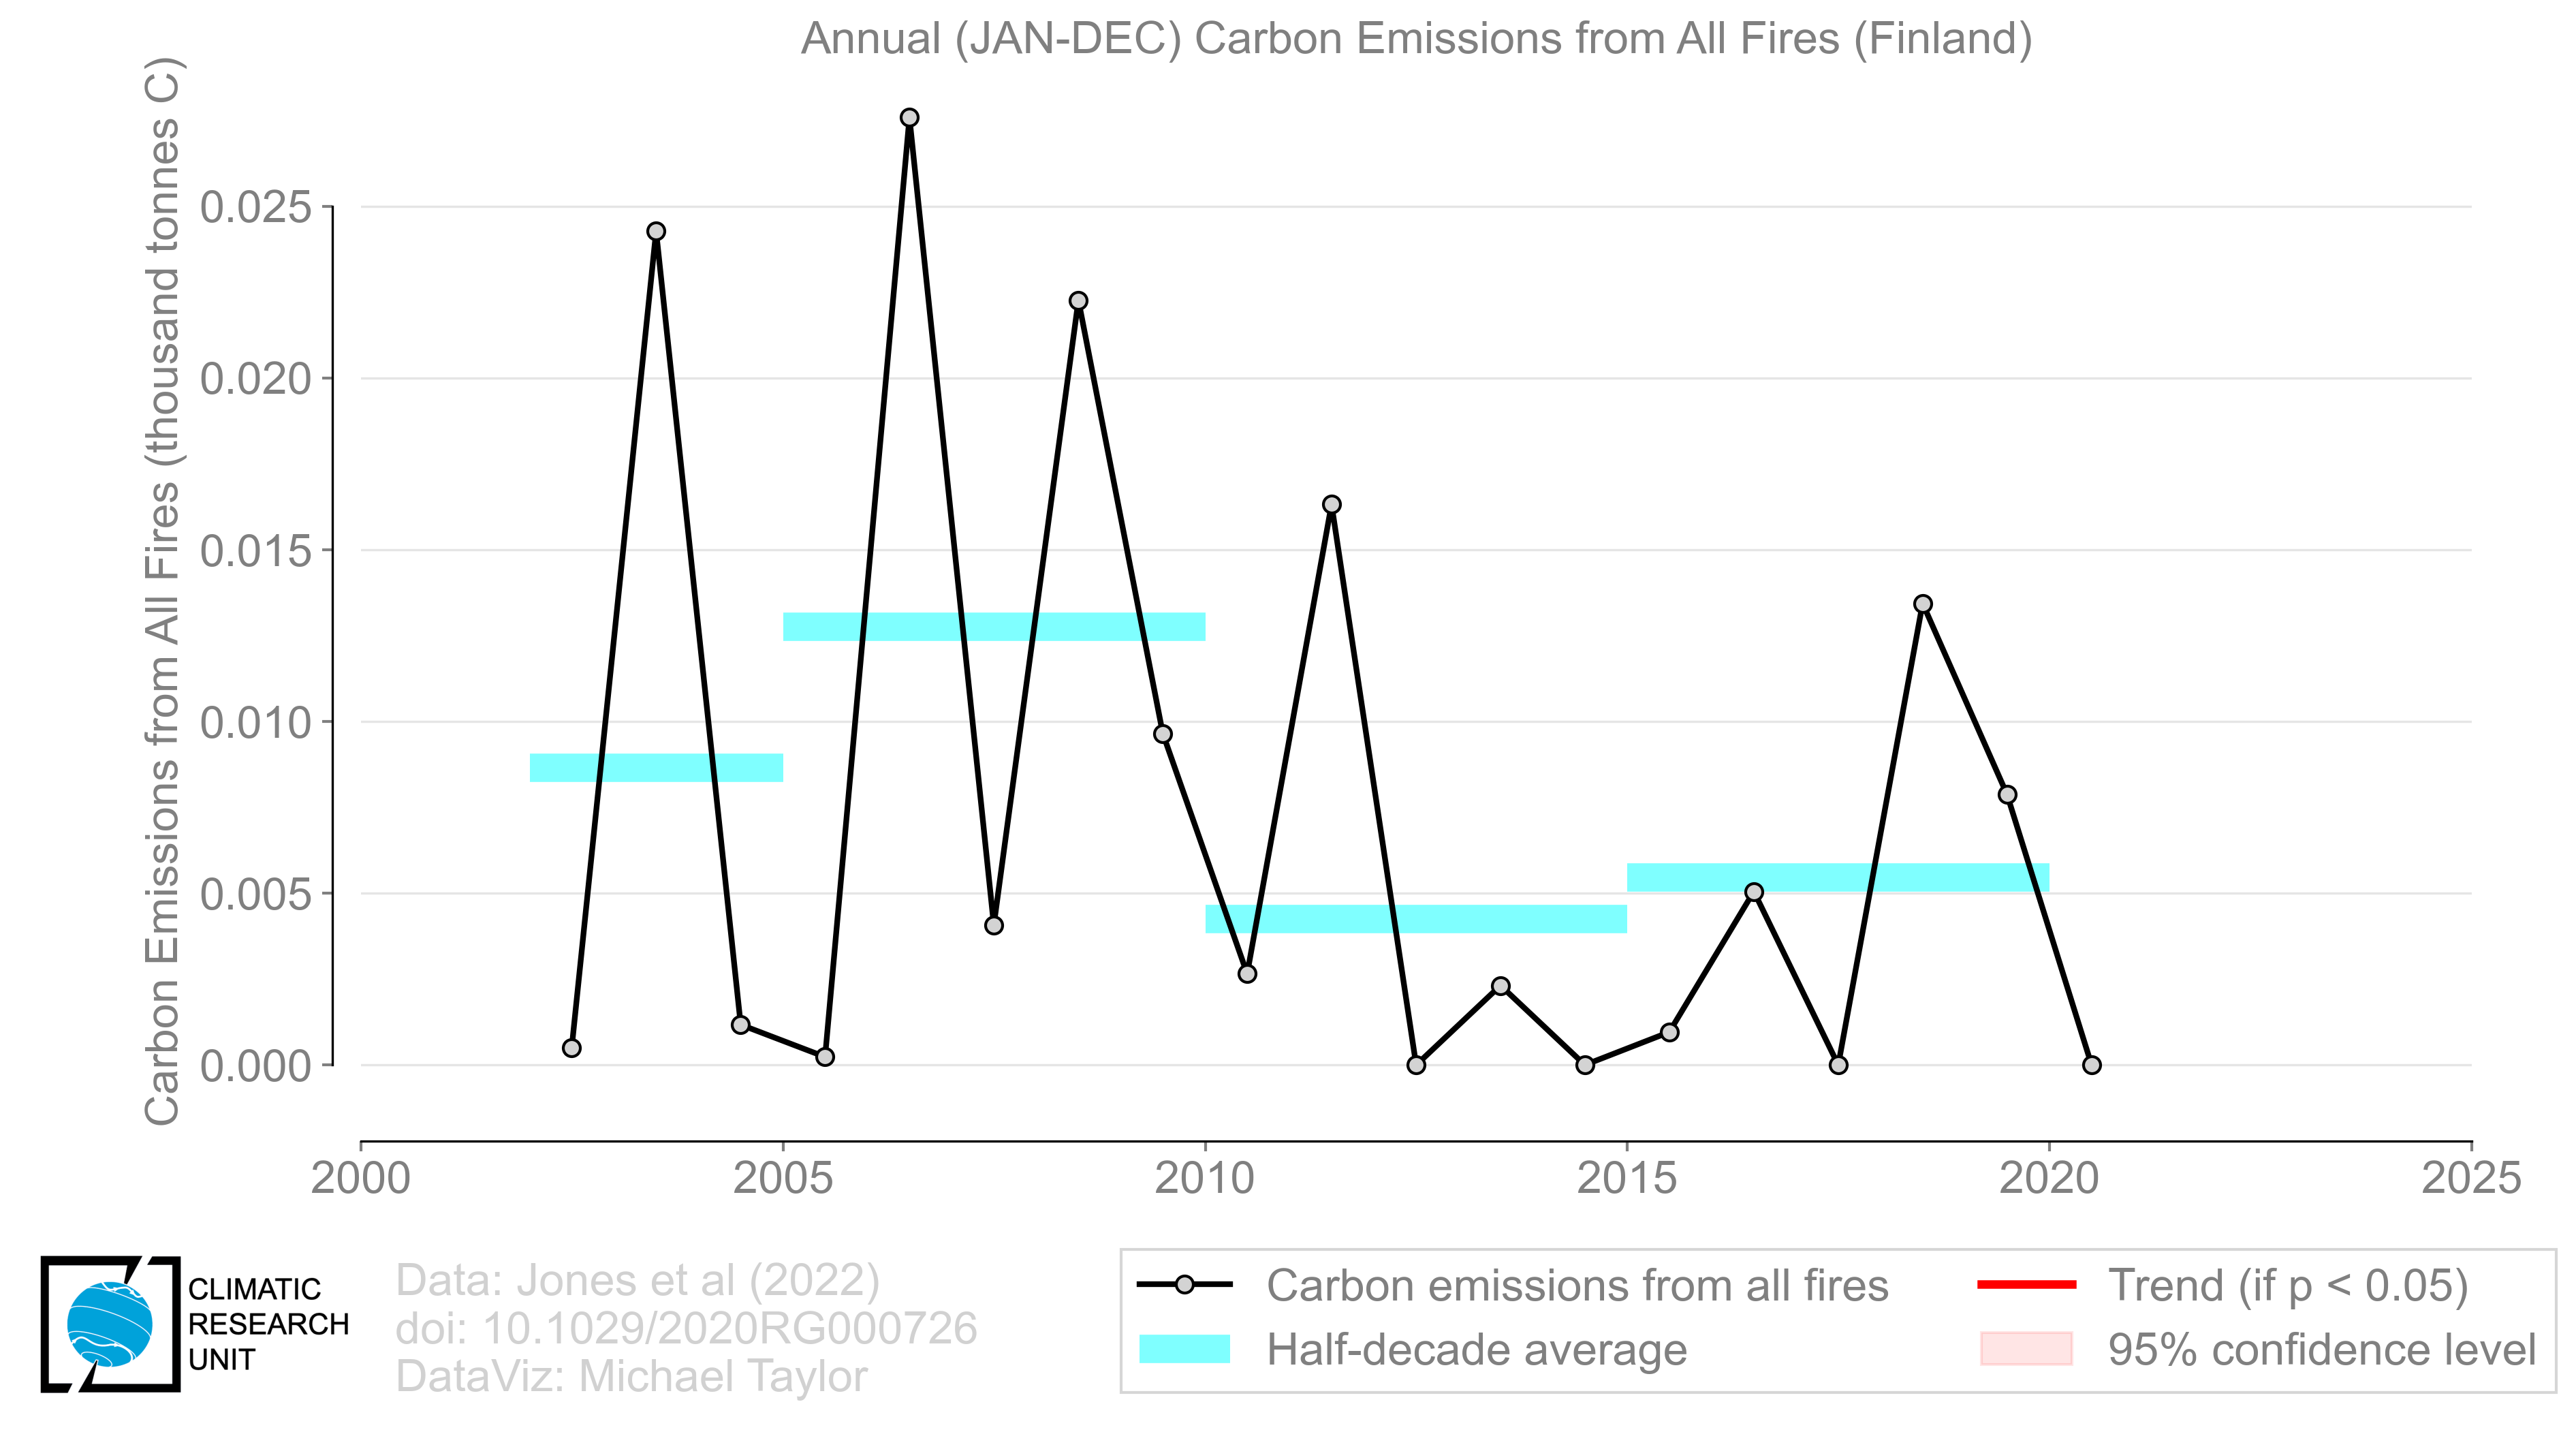 Annual (JAN-DEC) Carbon Emissions from All Fires (Finland)
Carbon Emissions from All Fires (thousand tonnes C)
0.025
0.020
0.015
0.010
0.005
0.000
2000 2005 2010 2015 2020 2025
CLIMATIC
RESEARCH
UNIT
Data: Jones et al (2022)
doi: 10.1029/2020RG000726
DataViz: Michael Taylor
Carbon emissions from all fires
Half-decade average
Trend (if p < 0.05)
95% confidence level